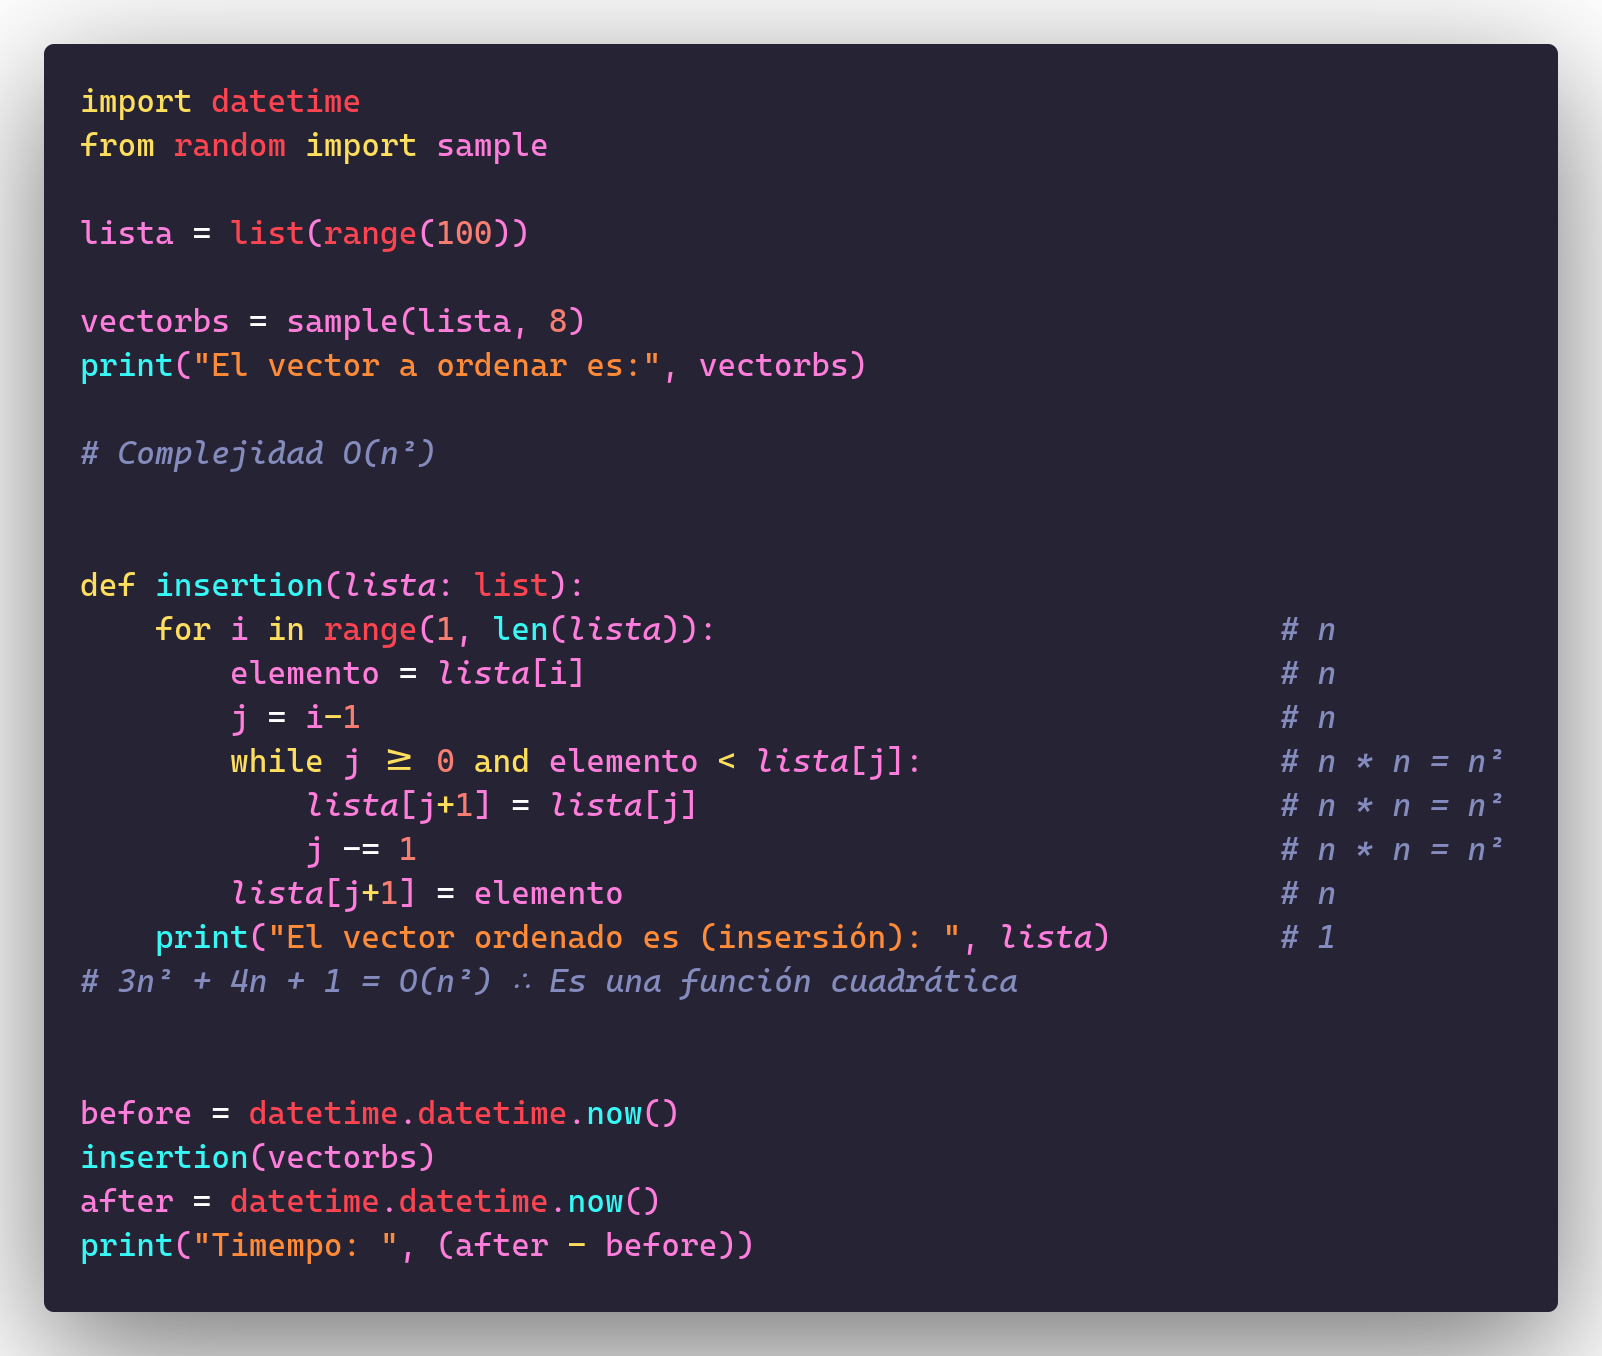 import datetime
from random import sample
lista = list(range(100))
vectorbs = sample(lista, 8)
print("El vector a ordenar es:", vectorbs)
# Complejidad O(n²)
def insertion(lista: list):
    for i in range(1, len(lista)): # n
        elemento = lista[i] # n
        j = i-1 # n
        while j ≥ 0 and elemento < lista[j]: # n * n = n²
            lista[j+1] = lista[j] # n * n = n²
            j -= 1 # n * n = n²
        lista[j+1] = elemento # n
    print("El vector ordenado es (insersión): ", lista) # 1
# 3n² + 4n + 1 = O(n²) ∴ Es una función cuadrática
before = datetime.datetime.now()
insertion(vectorbs)
after = datetime.datetime.now()
print("Timempo: ", (after - before))